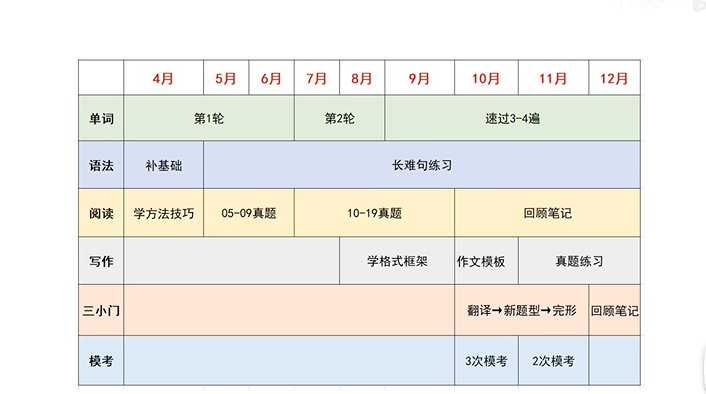 4月 5月 6月 7月 8月 9月 10月 11月 12月
单词 第1轮 第2轮 速过3-4遍
语法 补基础 长难句练习
阅读 学方法技巧 05-09真题 10-19真题 回顾笔记
写作 学格式框架 作文模板 真题练习
三小门 翻译→新题型→完形 回顾笔记
模考 3次模考 2次模考